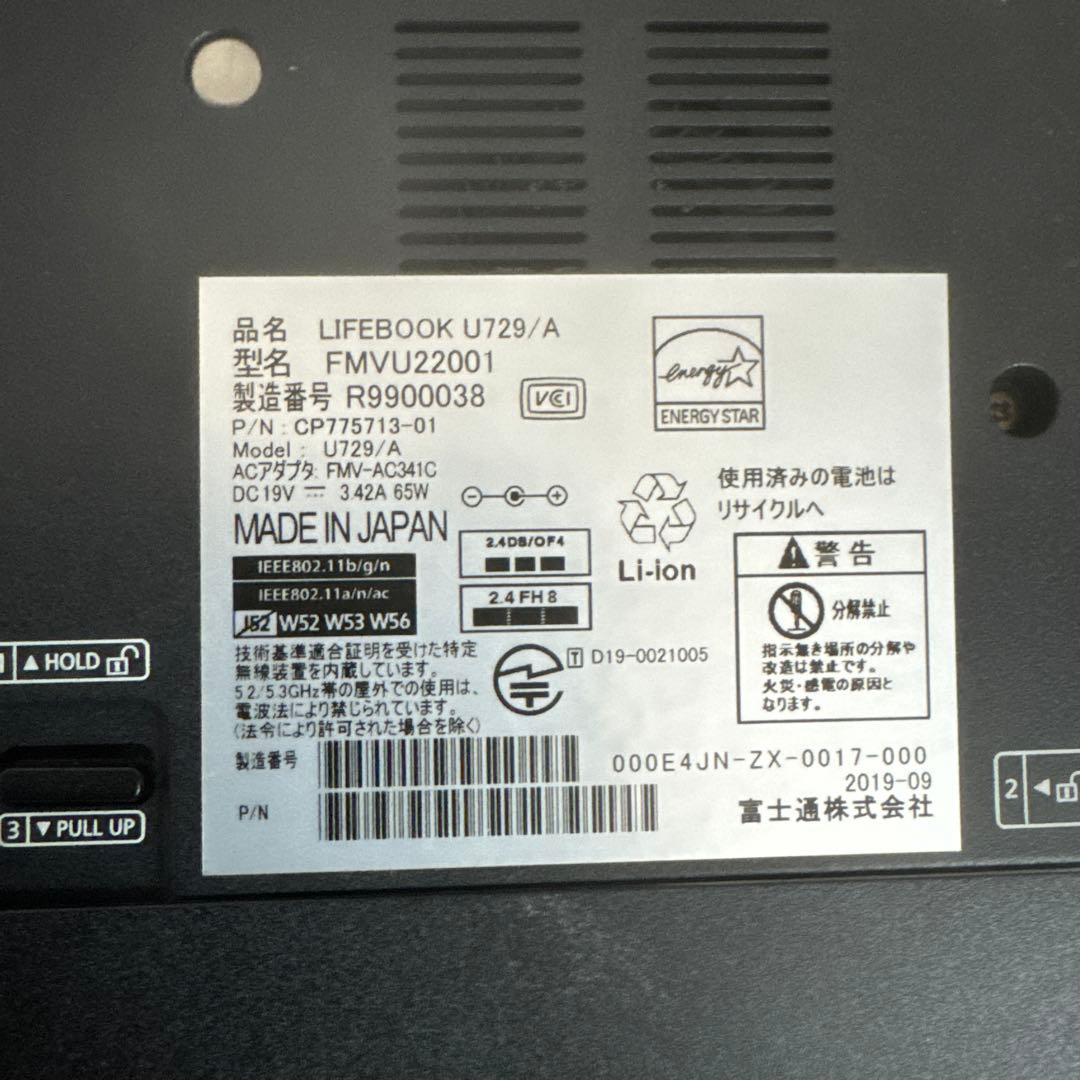 品名 LIFEBOOK U729/A
型名 FMVU22001
製造番号 R9900038
VCCI
P/N : CP775713-01
Model : U729/A
ACアダプタ: FMV-AC341C
DC19V 3.42A 65W
MADE IN JAPAN
energy
ENERGY STAR
IEEE802.11b/g/n
IEEE802.11a/n/ac
J52 W52 W53 W56
2.4DS/OF4
2.4FH8
Li-ion
使用済みの電池は
リサイクルへ
警告
分解禁止
指示無き場所の分解や
改造は禁止です。
火災・感電の原因と
なります。
技術基準適合証明を受けた特定
無線装置を内蔵しています。
5.2/5.3GHz帯の屋外での使用は、
電波法により禁じられています。
(法令により許可された場合を除く)
T D19-0021005
製造番号
P/N
000E4JN-ZX-0017-000
2019-09
富士通株式会社
1 ▲HOLD
3 ▼PULL UP
2 ◀